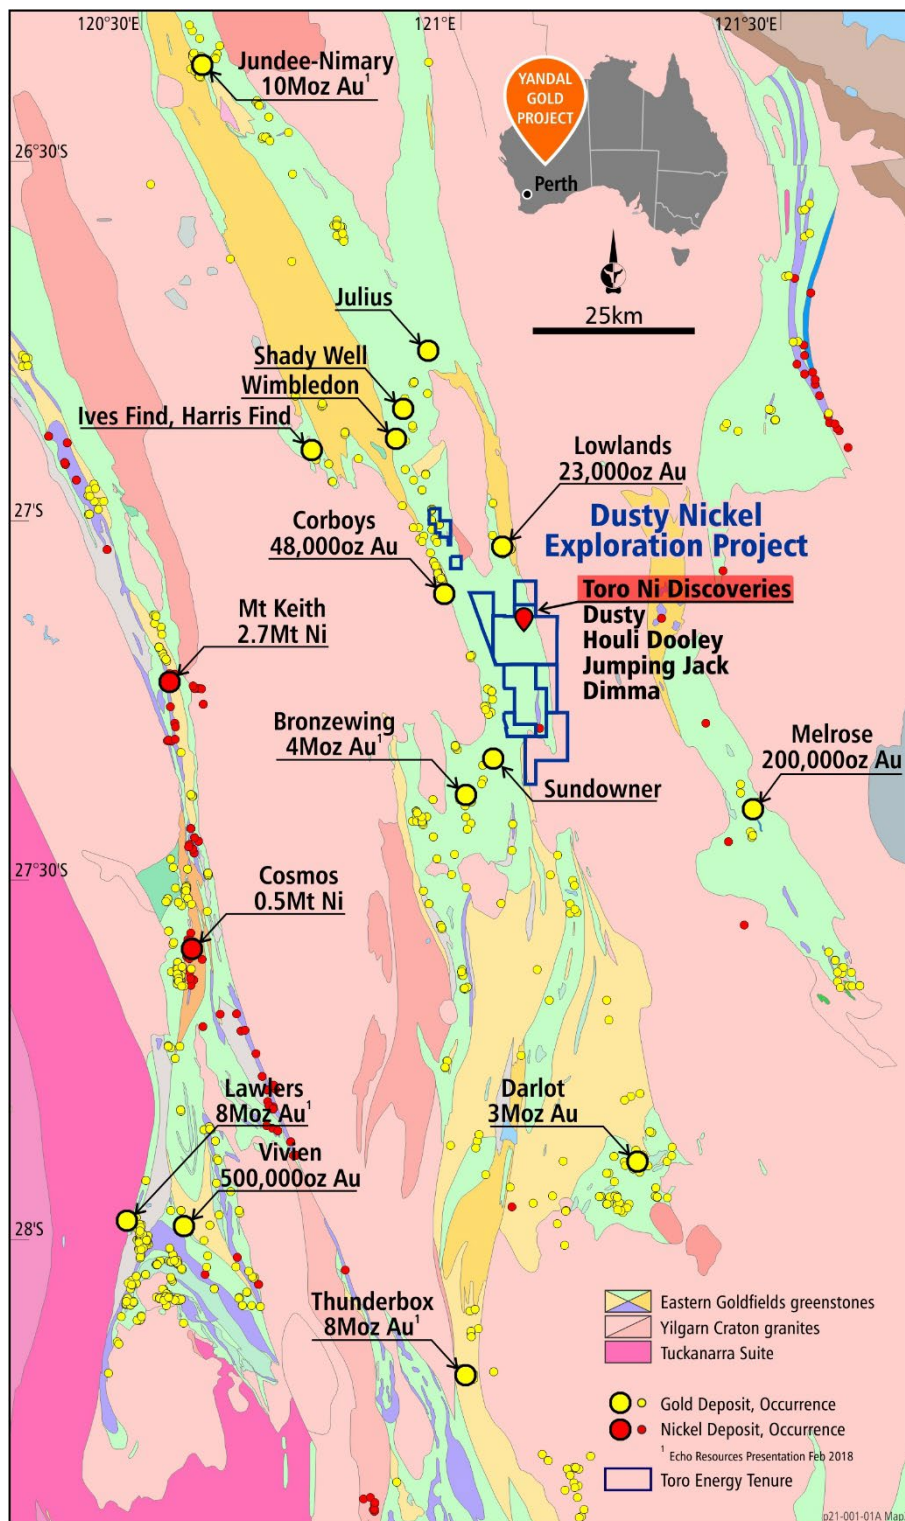 120°30'E
121°E
121°30'E
Jundee-Nimary
10Moz Au¹
YANDAL
GOLD
PROJECT
26°30'S
Perth
25km
Julius
Shady Well
Wimbledon
Ives Find, Harris Find
Lowlands
23,000oz Au
27°S
Corboys
48,000oz Au
Dusty Nickel
Exploration Project
Toro Ni Discoveries
Dusty
Houli Dooley
Jumping Jack
Dimma
Mt Keith
2.7Mt Ni
Bronzewing
4Moz Au¹
Melrose
200,000oz Au
Sundowner
27°30'S
Cosmos
0.5Mt Ni
Lawlers
8Moz Au¹
Vivien
500,000oz Au
Darlot
3Moz Au
28°S
Thunderbox
8Moz Au¹
Eastern Goldfields greenstones
Yilgarn Craton granites
Tuckanarra Suite
Gold Deposit, Occurrence
Nickel Deposit, Occurrence
¹ Echo Resources Presentation Feb 2018
Toro Energy Tenure
p21-001-01A Map